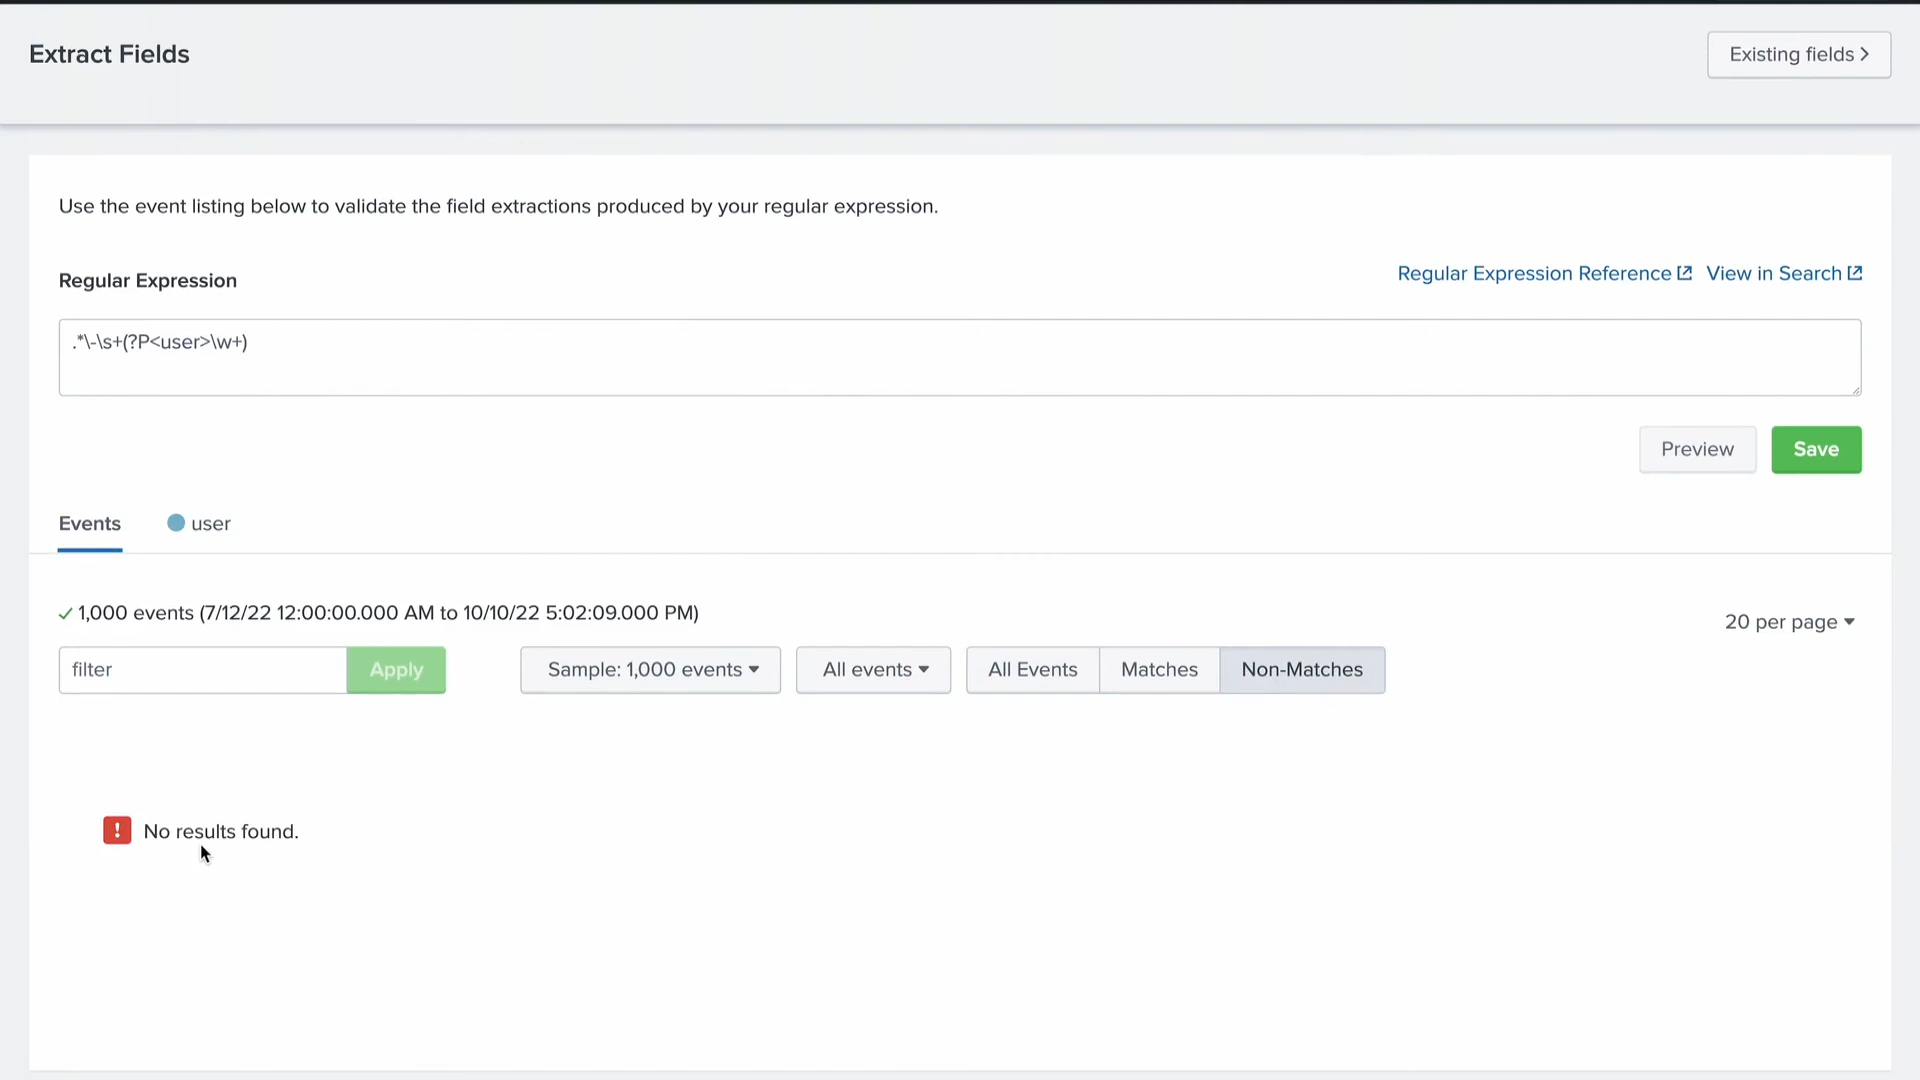 Extract Fields
Existing fields >
Use the event listing below to validate the field extractions produced by your regular expression.
Regular Expression
Regular Expression Reference
View in Search
.*\-\s+(?P<user>\w+)
Preview
Save
Events
user
1,000 events (7/12/22 12:00:00.000 AM to 10/10/22 5:02:09.000 PM)
20 per page
filter
Apply
Sample: 1,000 events
All events
All Events
Matches
Non-Matches
! No results found.